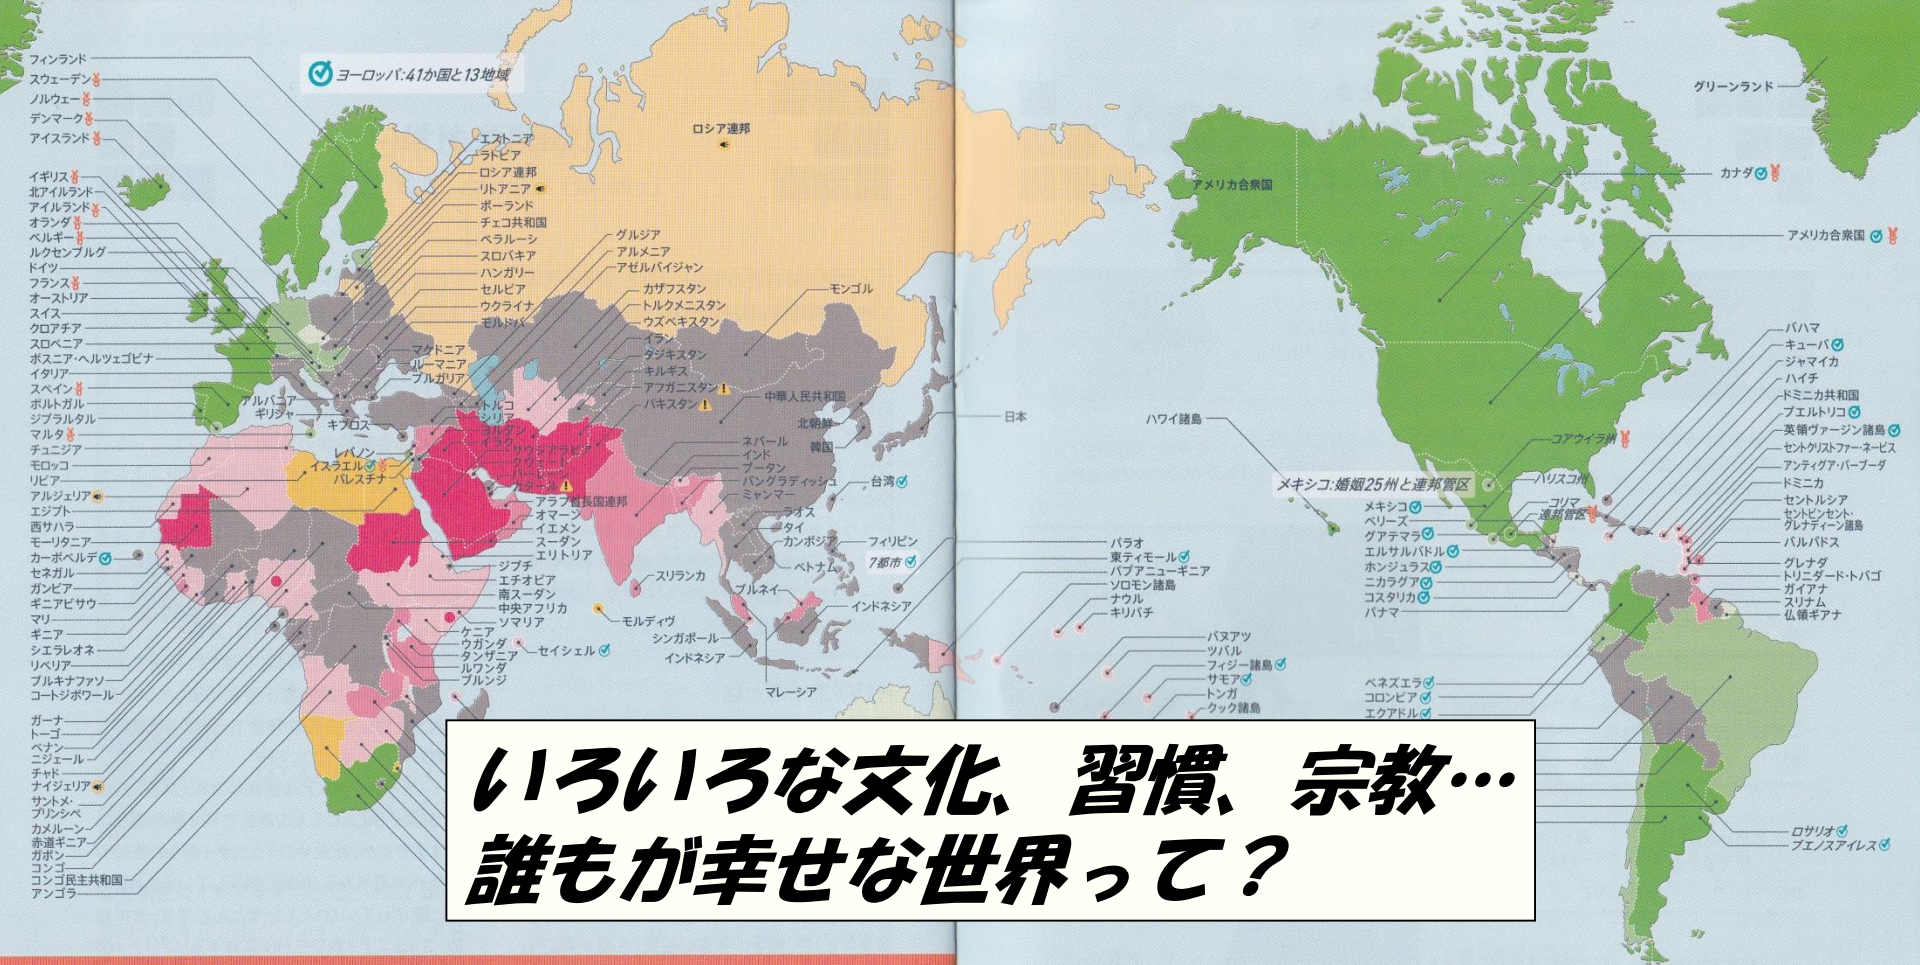 フィンランド
スウェーデン
ノルウェー
デンマーク
アイスランド
イギリス
北アイルランド
アイルランド
オランダ
ベルギー
ルクセンブルグ
ドイツ
フランス
オーストリア
スイス
クロアチア
スロベニア
ボスニア・ヘルツェゴビナ
イタリア
スペイン
ポルトガル
ジブラルタル
マルタ
チュニジア
モロッコ
リビア
アルジェリア
エジプト
西サハラ
モーリタニア
カーボベルデ
セネガル
ガンビア
ギニアビサウ
マリ
ギニア
シエラレオネ
リベリア
ブルキナファソ
コートジボワール
ガーナ
トーゴ
ベナン
ニジェール
チャド
ナイジェリア
サントメ・
プリンシペ
カメルーン
赤道ギニア
ガボン
コンゴ
コンゴ民主共和国
アンゴラ
ヨーロッパ:41か国と13地域
エストニア
ラトビア
ロシア連邦
リトアニア
ポーランド
チェコ共和国
ベラルーシ
スロバキア
ハンガリー
セルビア
ウクライナ
モルドバ
マケドニア
ルーマニア
ブルガリア
アルバニア
ギリシャ
キプロス
レバノン
イスラエル
パレスチナ
トルコ
シリア
ヨルダン
イラク
サウジアラビア
クウェート
バーレーン
カタール
アラブ首長国連邦
オマーン
イエメン
スーダン
エリトリア
ジブチ
エチオピア
南スーダン
中央アフリカ
ソマリア
ケニア
ウガンダ
タンザニア
ルワンダ
ブルンジ
セイシェル
グルジア
アルメニア
アゼルバイジャン
カザフスタン
トルクメニスタン
ウズベキスタン
イラン
タジキスタン
キルギス
アフガニスタン
パキスタン
ロシア連邦
モンゴル
中華人民共和国
北朝鮮
韓国
日本
ネパール
インド
ブータン
バングラディッシュ
ミャンマー
台湾
ラオス
タイ
カンボジア
ベトナム
フィリピン
7都市
スリランカ
モルディヴ
ブルネイ
インドネシア
シンガポール
インドネシア
マレーシア
パラオ
東ティモール
パプアニューギニア
ソロモン諸島
ナウル
キリバチ
バヌアツ
ツバル
フィジー諸島
サモア
トンガ
クック諸島
アメリカ合衆国
ハワイ諸島
グリーンランド
カナダ
アメリカ合衆国
コアウイラ州
メキシコ:婚姻25州と連邦管区
ハリスコ州
コリマ
連邦管区
メキシコ
ベリーズ
グアテマラ
エルサルバドル
ホンジュラス
ニカラグア
コスタリカ
パナマ
ベネズエラ
コロンビア
エクアドル
バハマ
キューバ
ジャマイカ
ハイチ
ドミニカ共和国
プエルトリコ
英領ヴァージン諸島
セントクリストファー・ネービス
アンティグア・バーブーダ
ドミニカ
セントルシア
セントビンセント・
グレナディーン諸島
バルバドス
グレナダ
トリニダード・トバゴ
ガイアナ
スリナム
仏領ギアナ
ロサリオ
ブエノスアイレス
いろいろな文化、習慣、宗教…
誰もが幸せな世界って？